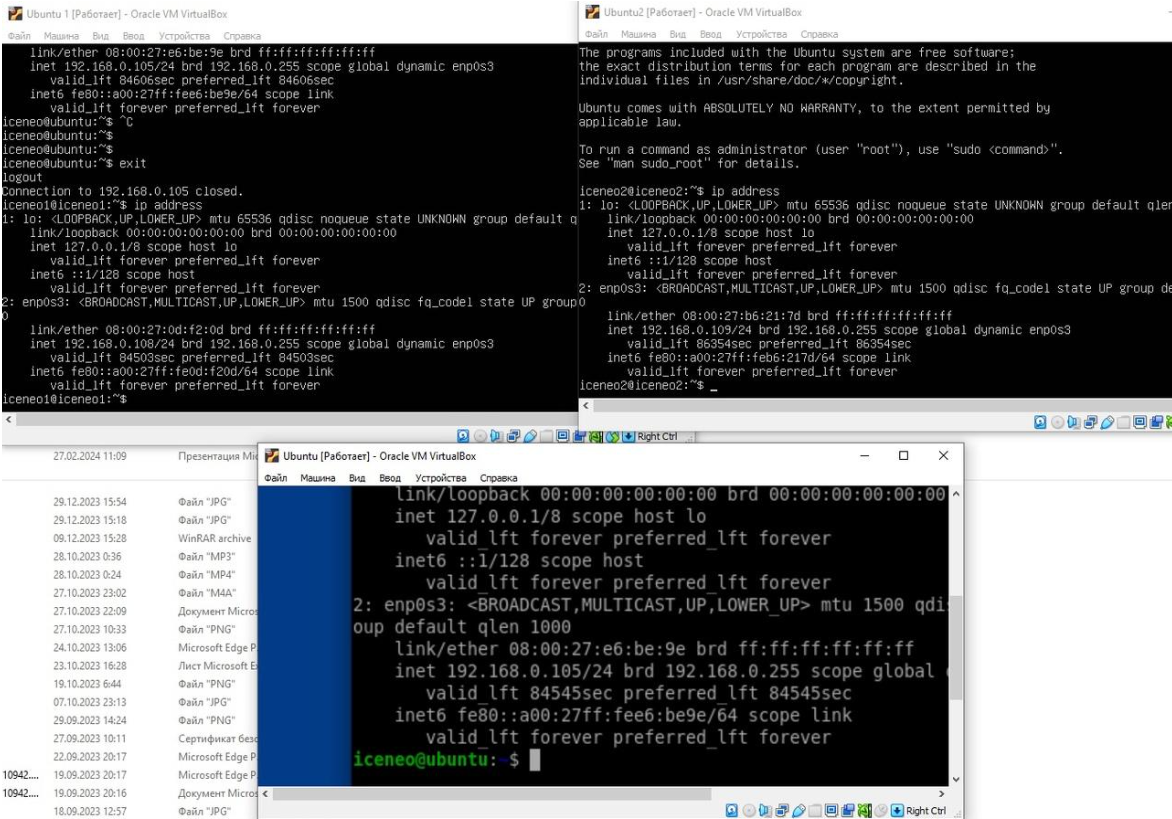 Ubuntu 1 [Работает] - Oracle VM VirtualBox
Файл Машина Вид Ввод Устройства Справка
link/ether 08:00:27:e6:be:9e brd ff:ff:ff:ff:ff:ff
inet 192.168.0.105/24 brd 192.168.0.255 scope global dynamic enp0s3
valid_lft 84606sec preferred_lft 84606sec
inet6 fe80::a00:27ff:fee6:be9e/64 scope link
valid_lft forever preferred_lft forever
iceneo@ubuntu:~$ ^C
iceneo@ubuntu:~$
iceneo@ubuntu:~$
iceneo@ubuntu:~$ exit
logout
Connection to 192.168.0.105 closed.
iceneo1@iceneo1:~$ ip address
1: lo: <LOOPBACK,UP,LOWER_UP> mtu 65536 qdisc noqueue state UNKNOWN group default q
link/loopback 00:00:00:00:00:00 brd 00:00:00:00:00:00
inet 127.0.0.1/8 scope host lo
valid_lft forever preferred_lft forever
inet6 ::1/128 scope host
valid_lft forever preferred_lft forever
2: enp0s3: <BROADCAST,MULTICAST,UP,LOWER_UP> mtu 1500 qdisc fq_codel state UP group
0
link/ether 08:00:27:0d:f2:0d brd ff:ff:ff:ff:ff:ff
inet 192.168.0.108/24 brd 192.168.0.255 scope global dynamic enp0s3
valid_lft 84503sec preferred_lft 84503sec
inet6 fe80::a00:27ff:fe0d:f20d/64 scope link
valid_lft forever preferred_lft forever
iceneo1@iceneo1:~$
Right Ctrl
Ubuntu2 [Работает] - Oracle VM VirtualBox
Файл Машина Вид Ввод Устройства Справка
The programs included with the Ubuntu system are free software;
the exact distribution terms for each program are described in the
individual files in /usr/share/doc/*/copyright.
Ubuntu comes with ABSOLUTELY NO WARRANTY, to the extent permitted by
applicable law.
To run a command as administrator (user "root"), use "sudo <command>".
See "man sudo_root" for details.
iceneo2@iceneo2:~$ ip address
1: lo: <LOOPBACK,UP,LOWER_UP> mtu 65536 qdisc noqueue state UNKNOWN group default qlen
link/loopback 00:00:00:00:00:00 brd 00:00:00:00:00:00
inet 127.0.0.1/8 scope host lo
valid_lft forever preferred_lft forever
inet6 ::1/128 scope host
valid_lft forever preferred_lft forever
2: enp0s3: <BROADCAST,MULTICAST,UP,LOWER_UP> mtu 1500 qdisc fq_codel state UP group de
0
link/ether 08:00:27:b6:21:7d brd ff:ff:ff:ff:ff:ff
inet 192.168.0.109/24 brd 192.168.0.255 scope global dynamic enp0s3
valid_lft 86354sec preferred_lft 86354sec
inet6 fe80::a00:27ff:feb6:217d/64 scope link
valid_lft forever preferred_lft forever
iceneo2@iceneo2:~$ _
27.02.2024 11:09 Презентация Mic
29.12.2023 15:54 Файл "JPG"
29.12.2023 15:18 Файл "JPG"
09.12.2023 15:28 WinRAR archive
28.10.2023 0:36 Файл "MP3"
28.10.2023 0:24 Файл "MP4"
27.10.2023 23:02 Файл "M4A"
27.10.2023 22:09 Документ Micros
27.10.2023 10:33 Файл "PNG"
24.10.2023 13:06 Microsoft Edge P
23.10.2023 16:28 Лист Microsoft E
19.10.2023 6:44 Файл "PNG"
07.10.2023 23:13 Файл "JPG"
29.09.2023 14:24 Файл "PNG"
27.09.2023 10:11 Сертификат безо
22.09.2023 20:17 Microsoft Edge P
10942.... 19.09.2023 20:17 Microsoft Edge P
10942.... 19.09.2023 20:16 Документ Micros
18.09.2023 12:57 Файл "JPG"
Ubuntu [Работает] - Oracle VM VirtualBox
Файл Машина Вид Ввод Устройства Справка
link/loopback 00:00:00:00:00:00 brd 00:00:00:00:00:00
inet 127.0.0.1/8 scope host lo
valid_lft forever preferred_lft forever
inet6 ::1/128 scope host
valid_lft forever preferred_lft forever
2: enp0s3: <BROADCAST,MULTICAST,UP,LOWER_UP> mtu 1500 qdis
oup default qlen 1000
link/ether 08:00:27:e6:be:9e brd ff:ff:ff:ff:ff:ff
inet 192.168.0.105/24 brd 192.168.0.255 scope global
valid_lft 84545sec preferred_lft 84545sec
inet6 fe80::a00:27ff:fee6:be9e/64 scope link
valid_lft forever preferred_lft forever
iceneo@ubuntu:~$
Right Ctrl